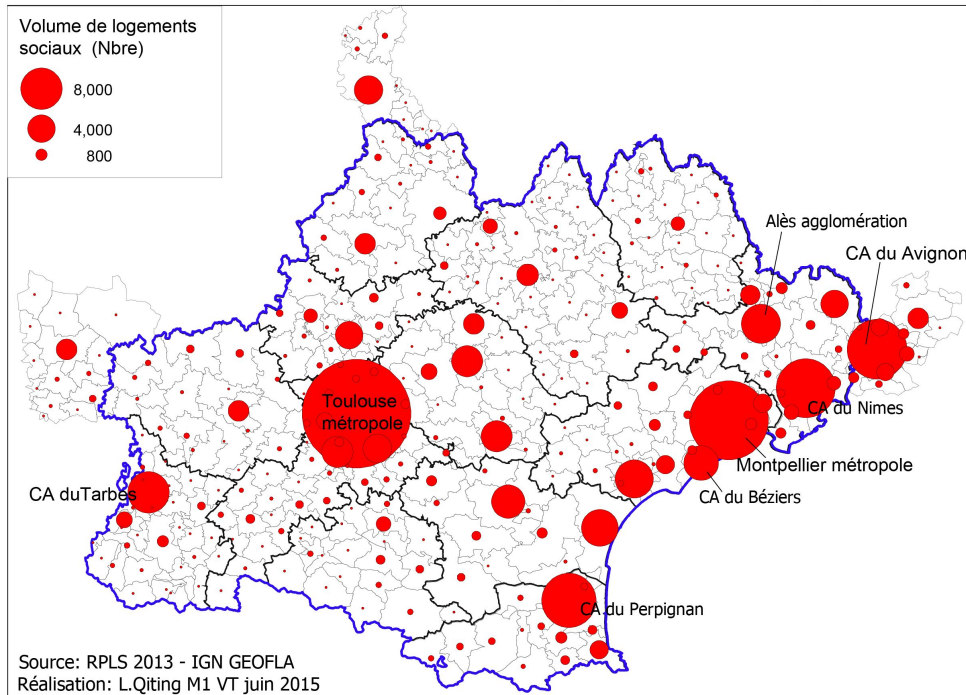 Volume de logements
sociaux (Nbre)
8,000
4,000
800
Alès agglomération
CA du Avignon
Toulouse
métropole
CA du Nimes
Montpellier métropole
CA du Béziers
CA duTarbes
CA du Perpignan
Source: RPLS 2013 - IGN GEOFLA
Réalisation: L.Qiting M1 VT juin 2015